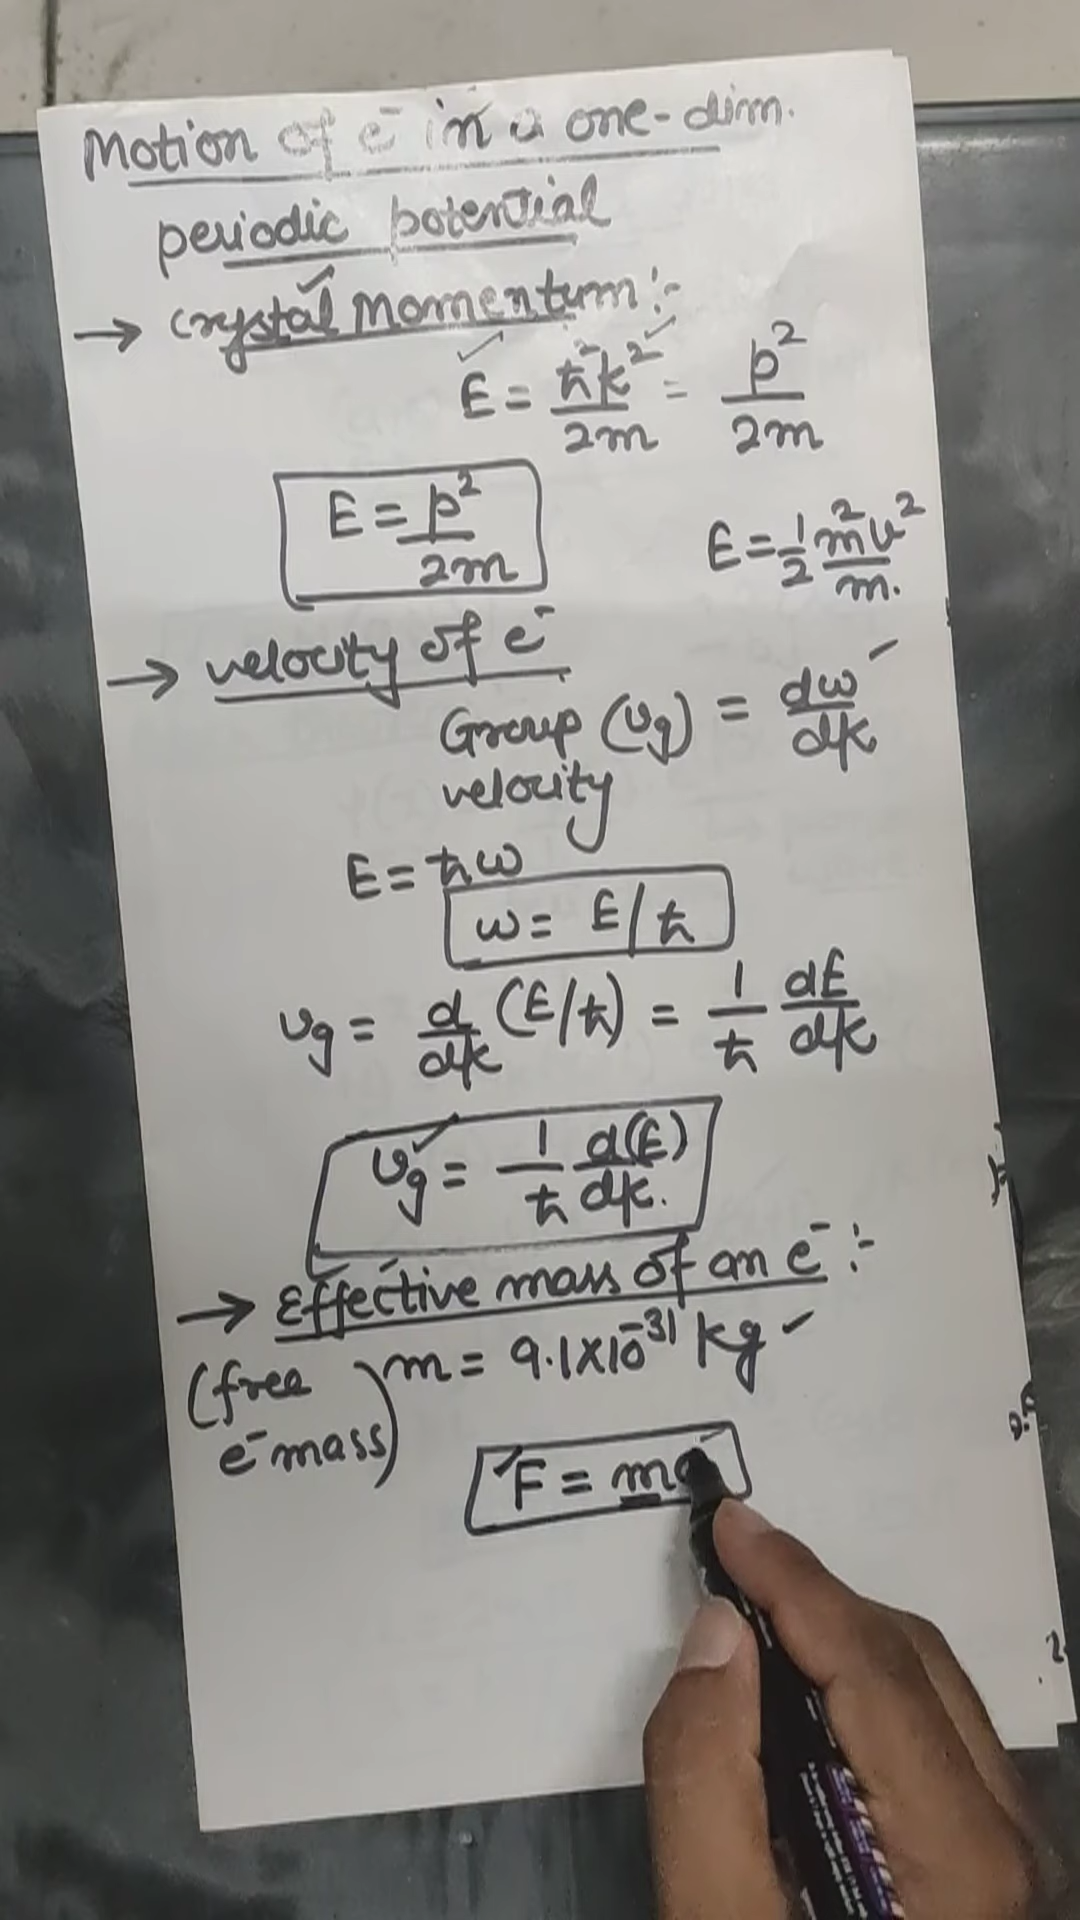 Motion of e⁻ in a one-dim.
periodic potential
→ Crystal Momentum :-
E = ħ²k²/2m = p²/2m
E = p²/2m
E = 1/2 m²v²/m.
→ velocity of e⁻
Group (vg) = dω/dk
velocity
E = ħω
ω = E/ħ
vg = d/dk (E/ħ) = 1/ħ dE/dk
vg = 1/ħ d(E)/dk.
→ Effective mass of an e⁻ :-
(free e⁻ mass) m = 9.1×10⁻³¹ kg
F = m